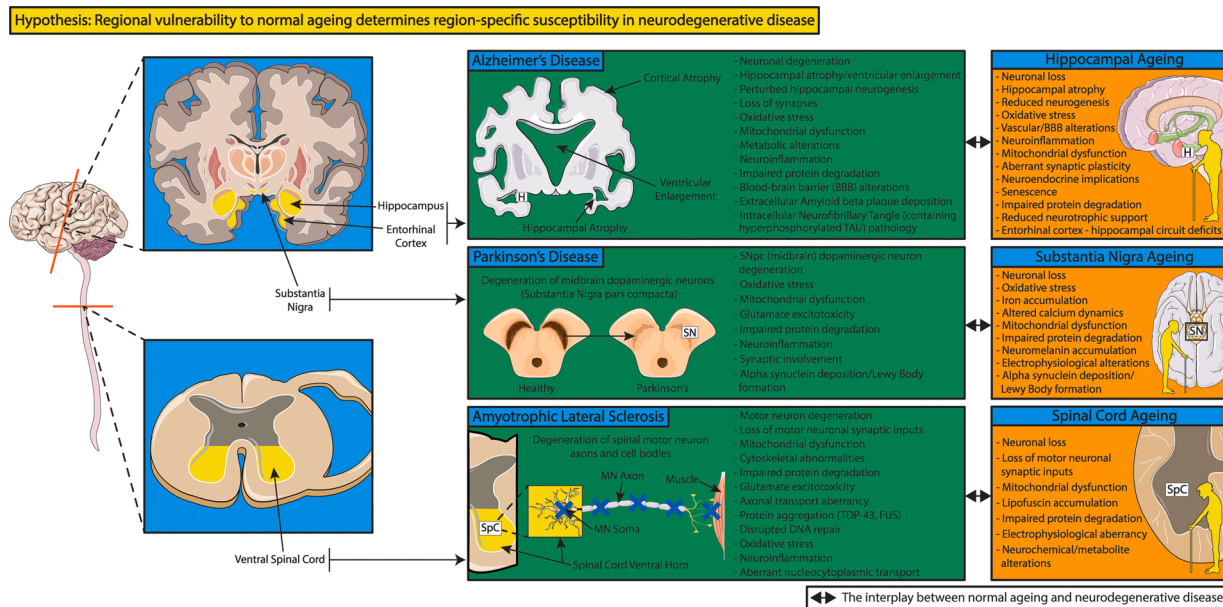 Hypothesis: Regional vulnerability to normal ageing determines region-specific susceptibility in neurodegenerative disease
Hippocampus
Entorhinal
Cortex
Substantia
Nigra
Ventral Spinal Cord
Alzheimer's Disease
Cortical Atrophy
Ventricular
Enlargement
H
Hippocampal Atrophy
- Neuronal degeneration
- Hippocampal atrophy/ventricular enlargement
- Perturbed hippocampal neurogenesis
- Loss of synapses
- Oxidative stress
- Mitochondrial dysfunction
- Metabolic alterations
- Neuroinflammation
- Impaired protein degradation
- Blood-brain barrier (BBB) alterations
- Extracellular Amyloid beta plaque deposition
- Intracellular Neurofibrillary Tangle (containing
hyperphosphorylated TAU) pathology
Hippocampal Ageing
- Neuronal loss
- Hippocampal atrophy
- Reduced neurogenesis
- Oxidative stress
- Vascular/BBB alterations
- Neuroinflammation
- Mitochondrial dysfunction
- Aberrant synaptic plasticity
- Neuroendocrine implications
- Senescence
- Impaired protein degradation
- Reduced neurotrophic support
- Entorhinal cortex - hippocampal circuit deficits
H
Parkinson's Disease
Degeneration of midbrain dopaminergic neurons
(Substantia Nigra pars compacta)
SN
Healthy
Parkinson's
- SNpc (midbrain) dopaminergic neuron
degeneration
- Oxidative stress
- Mitochondrial dysfunction
- Glutamate excitotoxicity
- Impaired protein degradation
- Neuroinflammation
- Synaptic involvement
- Alpha synuclein deposition/Lewy Body
formation
Substantia Nigra Ageing
- Neuronal loss
- Oxidative stress
- Iron accumulation
- Altered calcium dynamics
- Mitochondrial dysfunction
- Impaired protein degradation
- Neuromelanin accumulation
- Electrophysiological alterations
- Alpha synuclein deposition/
Lewy Body formation
SN
Amyotrophic Lateral Sclerosis
Degeneration of spinal motor neuron
axons and cell bodies
MN Axon
Muscle
SpC
MN Soma
Spinal Cord Ventral Horn
- Motor neuron degeneration
- Loss of motor neuronal synaptic inputs
- Mitochondrial dysfunction
- Cytoskeletal abnormalities
- Impaired protein degradation
- Glutamate excitotoxicity
- Axonal transport aberrancy
- Protein aggregation (TDP-43, FUS)
- Disrupted DNA repair
- Oxidative stress
- Neuroinflammation
- Aberrant nucleocytoplasmic transport
Spinal Cord Ageing
- Neuronal loss
- Loss of motor neuronal
synaptic inputs
- Mitochondrial dysfunction
- Lipofuscin accumulation
- Impaired protein degradation
- Electrophysiological aberrancy
- Neurochemical/metabolite
alterations
SpC
The interplay between normal ageing and neurodegenerative disease